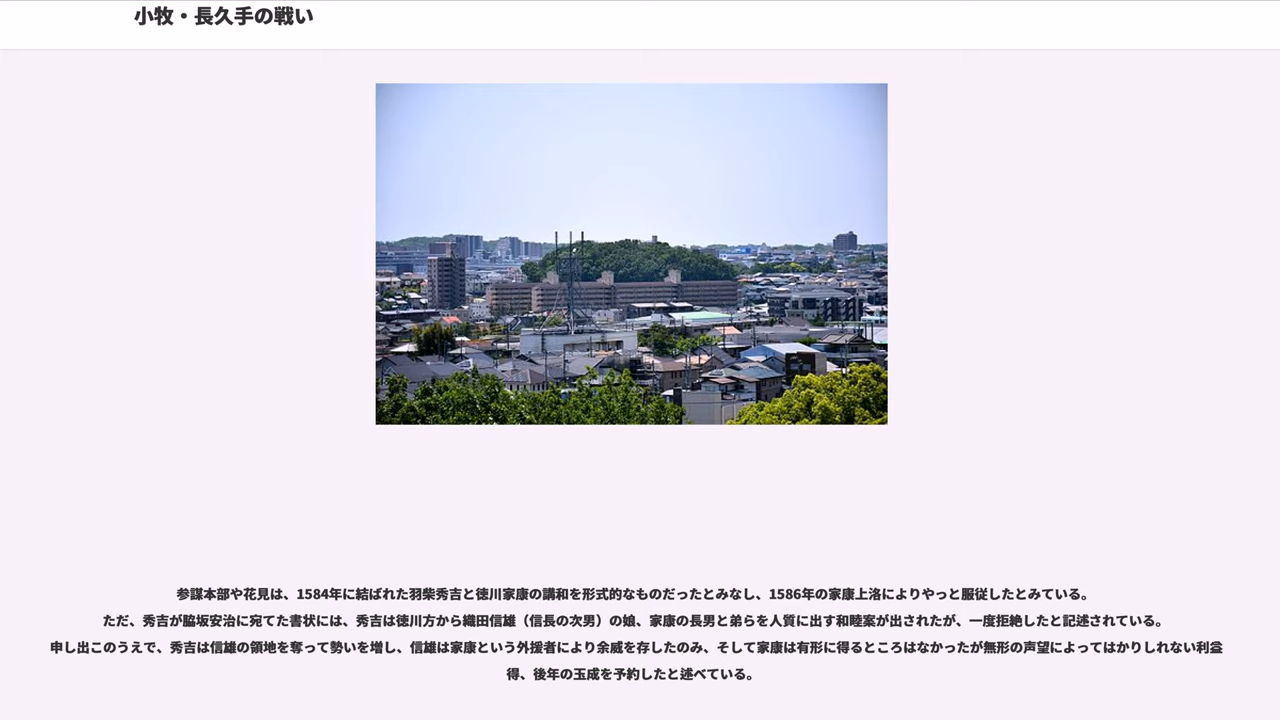 小牧・長久手の戦い
参謀本部や花見は、1584年に結ばれた羽柴秀吉と徳川家康の講和を形式的なものだったとみなし、1586年の家康上洛によりやっと服従したとみている。
ただ、秀吉が脇坂安治に宛てた書状には、秀吉は徳川方から織田信雄（信長の次男）の娘、家康の長男と弟らを人質に出す和睦案が出されたが、一度拒絶したと記述されている。
申し出このうえで、秀吉は信雄の領地を奪って勢いを増し、信雄は家康という外援者により余威を存したのみ、そして家康は有形に得るところはなかったが無形の声望によってはかりしれない利益
得、後年の玉成を予約したと述べている。